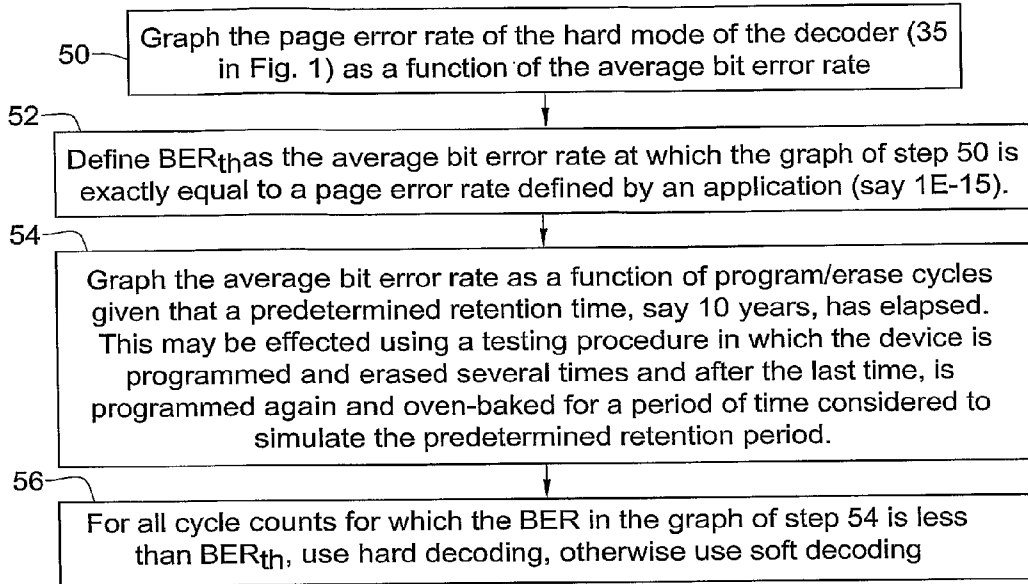 50
Graph the page error rate of the hard mode of the decoder (35
in Fig. 1) as a function of the average bit error rate
52
Define BERth as the average bit error rate at which the graph of step 50 is
exactly equal to a page error rate defined by an application (say 1E-15).
54
Graph the average bit error rate as a function of program/erase cycles
given that a predetermined retention time, say 10 years, has elapsed.
This may be effected using a testing procedure in which the device is
programmed and erased several times and after the last time, is
programmed again and oven-baked for a period of time considered to
simulate the predetermined retention period.
56
For all cycle counts for which the BER in the graph of step 54 is less
than BERth, use hard decoding, otherwise use soft decoding